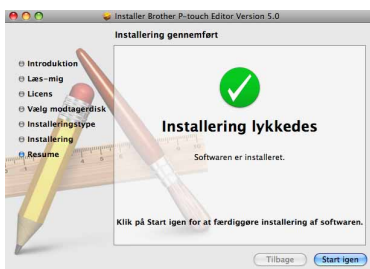 Installer Brother P-touch Editor Version 5.0
Installering gennemført
Introduktion
Læs-mig
Licens
Vælg modtagerdisk
Installeringstype
Installering
Resume
Installering lykkedes
Softwaren er installeret.
Klik på Start igen for at færdiggøre installering af softwaren.
Tilbage
Start igen